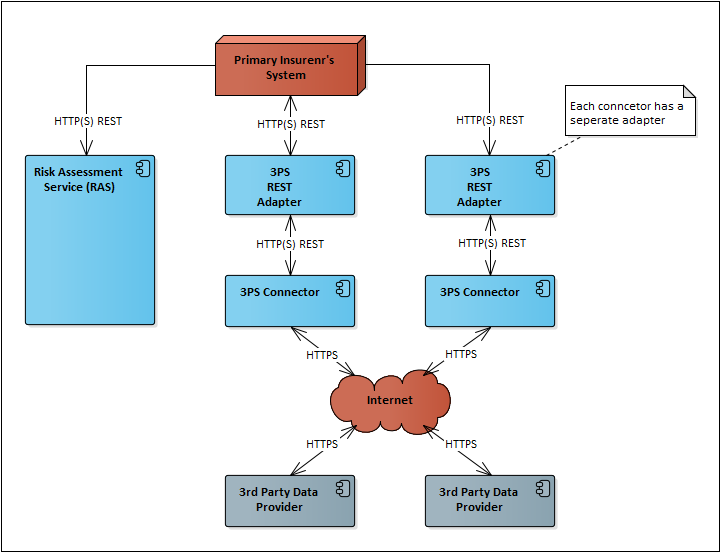 Primary Insurenr's
System
Each conncetor has a
seperate adapter
HTTP(S) REST
HTTP(S) REST
HTTP(S) REST
Risk Assessment
Service (RAS)
3PS
REST
Adapter
3PS
REST
Adapter
HTTP(S) REST
HTTP(S) REST
3PS Connector
3PS Connector
HTTPS
HTTPS
Internet
HTTPS
HTTPS
3rd Party Data
Provider
3rd Party Data
Provider